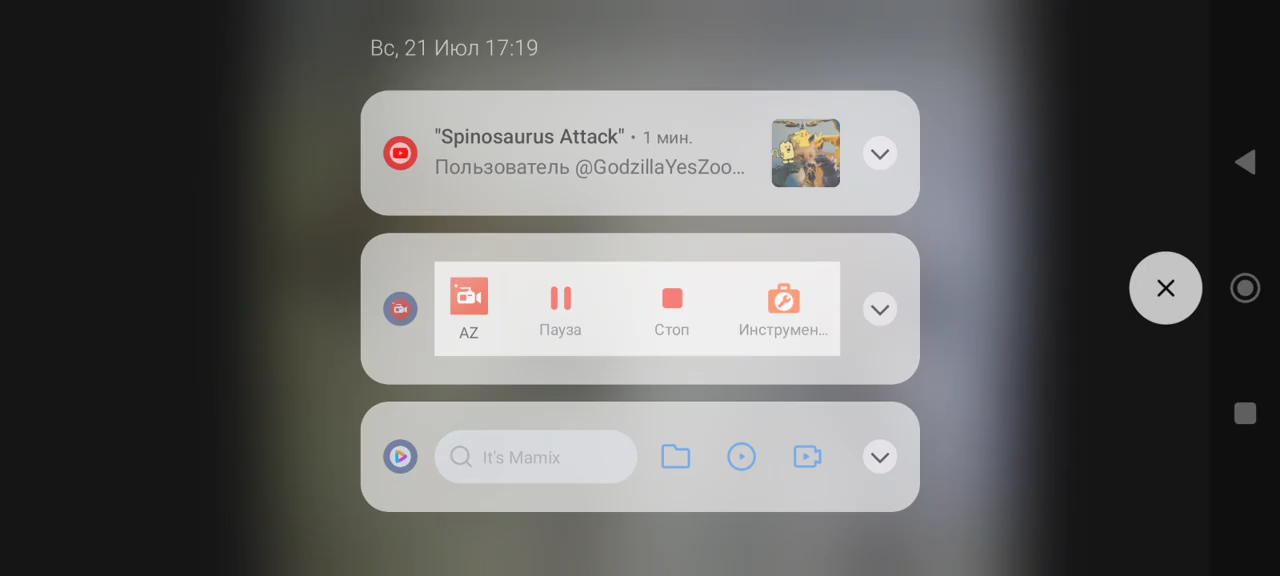 Вс, 21 Июл 17:19
"Spinosaurus Attack" • 1 мин.
Пользователь @GodzillaYesZoo...
AZ
Пауза
Стоп
Инструмен...
It's Mamix